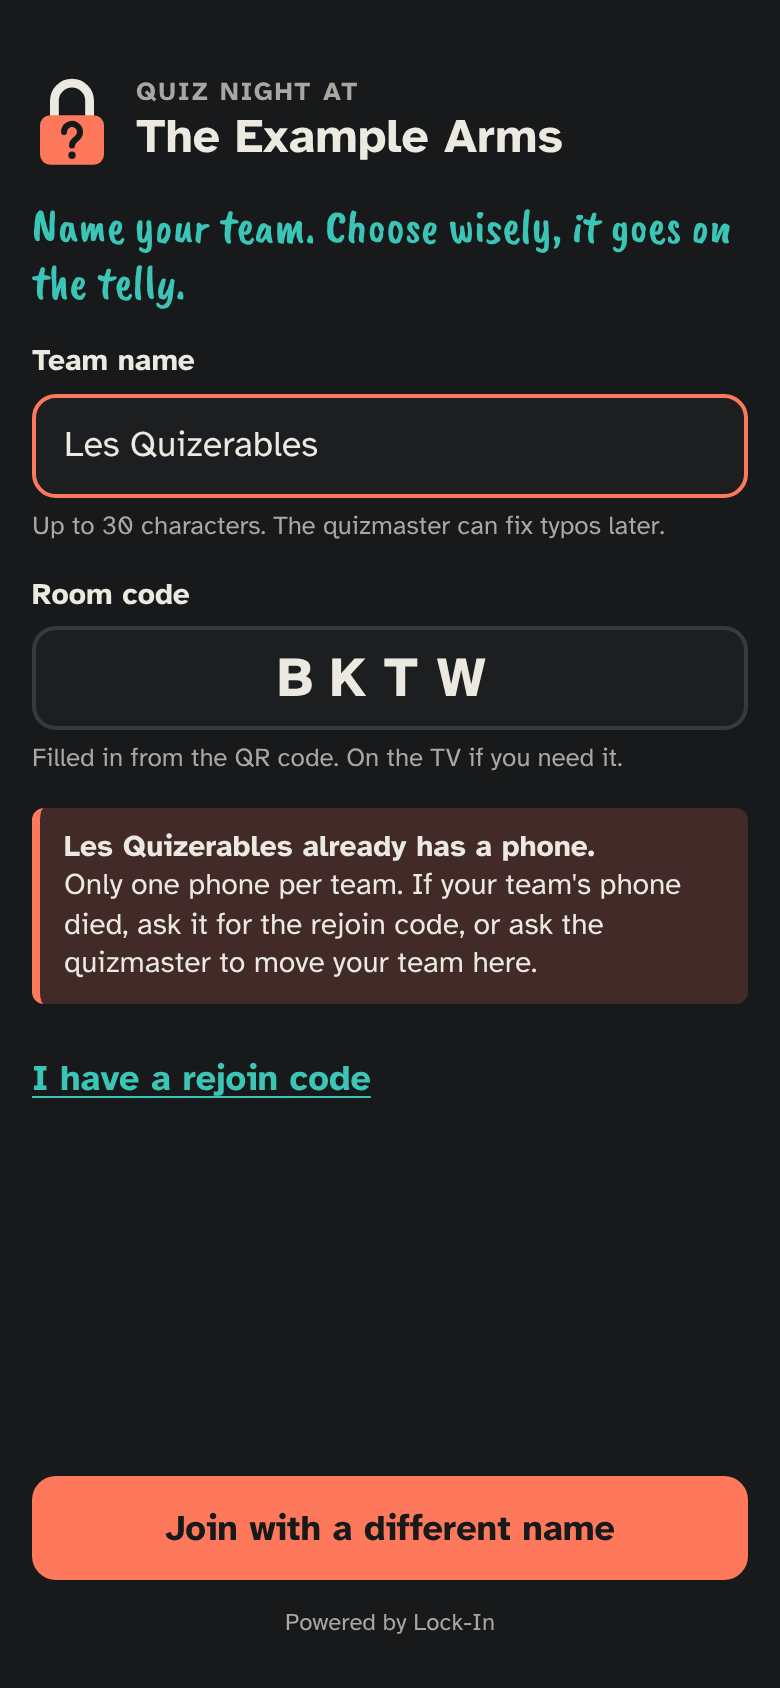 ?
QUIZ NIGHT AT
The Example Arms
Name your team. Choose wisely, it goes on
the telly.
Team name
Les Quizerables
Up to 30 characters. The quizmaster can fix typos later.
Room code
BKTW
Filled in from the QR code. On the TV if you need it.
Les Quizerables already has a phone.
Only one phone per team. If your team's phone
died, ask it for the rejoin code, or ask the
quizmaster to move your team here.
I have a rejoin code
Join with a different name
Powered by Lock-In